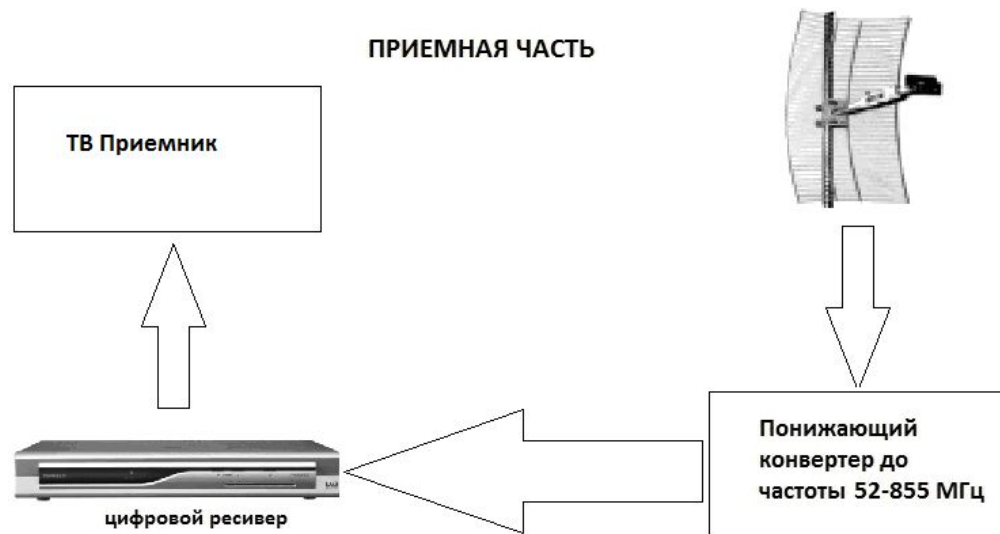 ПРИЕМНАЯ ЧАСТЬ
ТВ Приемник
Понижающий
конвертер до
частоты 52-855 МГц
цифровой ресивер